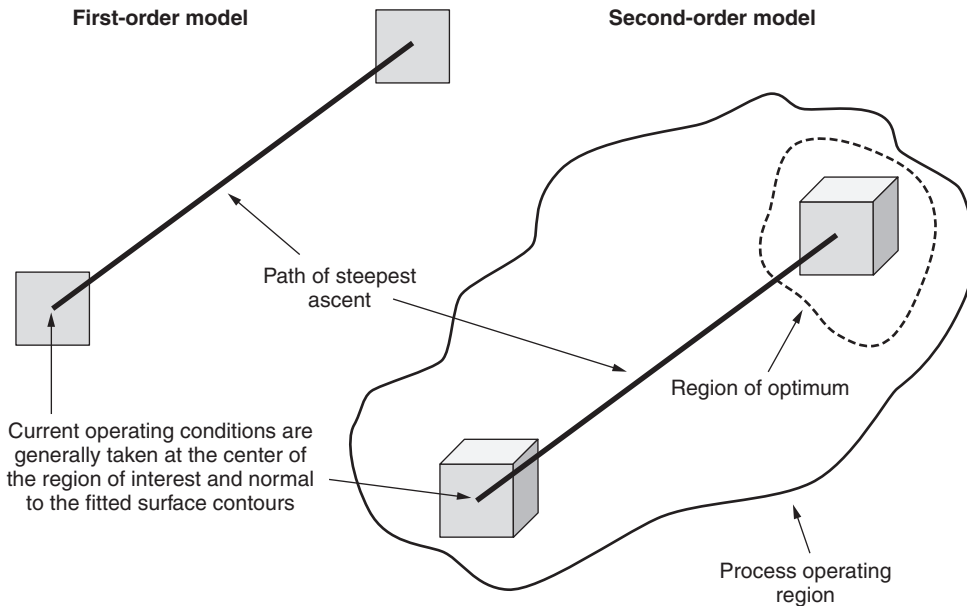 First-order model
Second-order model
Path of steepest
ascent
Region of optimum
Current operating conditions are
generally taken at the center of
the region of interest and normal
to the fitted surface contours
Process operating
region